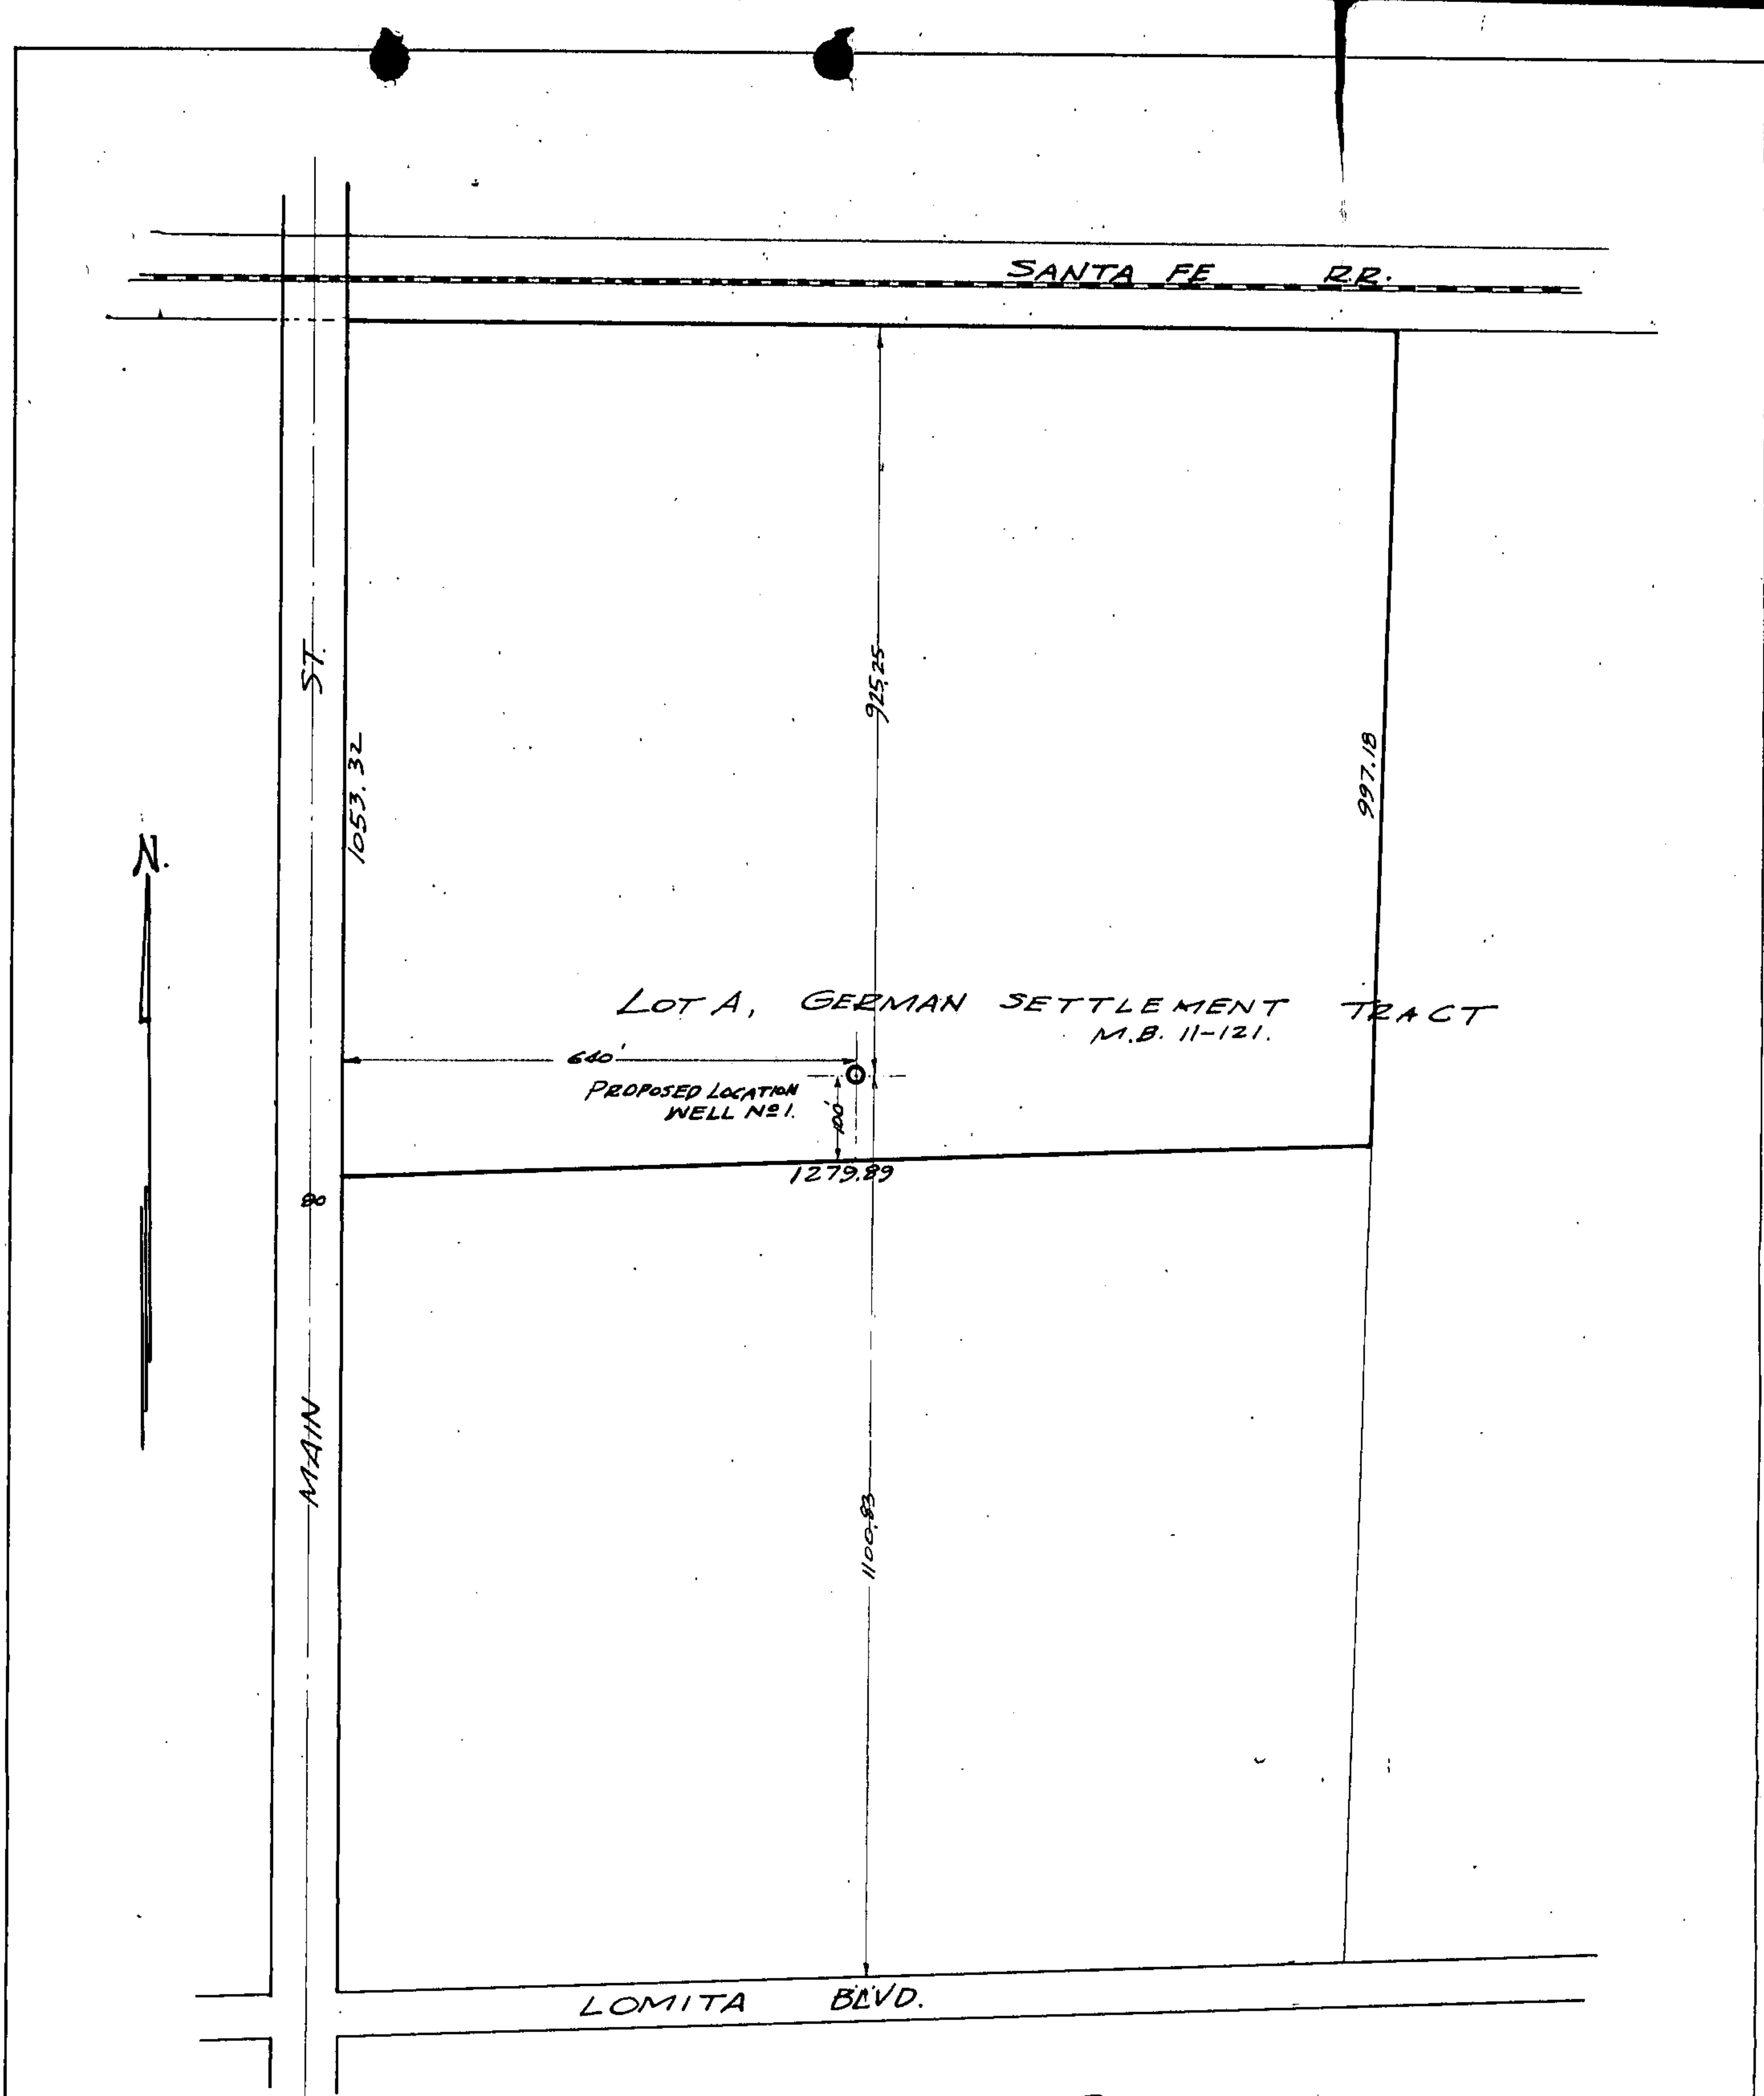 SANTA FE R.R.
ST.
925.25
1053.32
997.18
N.
LOT A, GERMAN SETTLEMENT TRACT
M.B. 11-121.
640'
PROPOSED LOCATION
WELL Nº 1.
100'
1279.89
80
MAIN
1100.83
LOMITA BLVD.